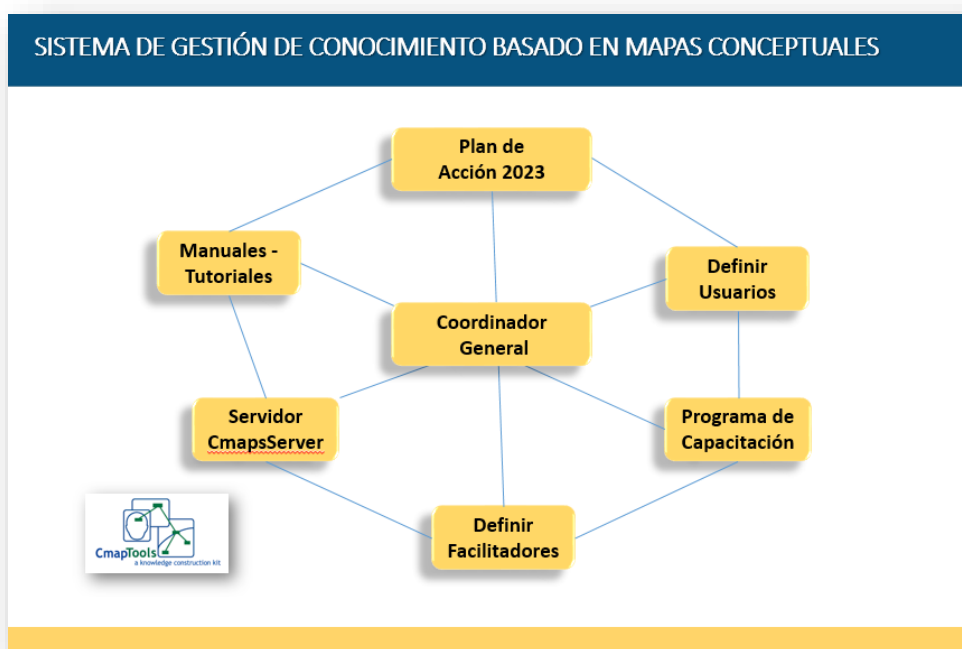 SISTEMA DE GESTIÓN DE CONOCIMIENTO BASADO EN MAPAS CONCEPTUALES
Plan de
Acción 2023
Manuales -
Tutoriales
Definir
Usuarios
Coordinador
General
Servidor
CmapsServer
Programa de
Capacitación
Definir
Facilitadores
CmapTools
a knowledge construction kit